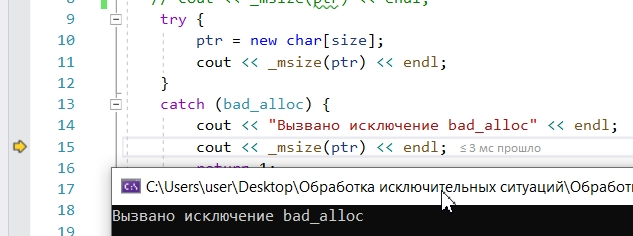 // cout << _msize(ptr) << endl;
9 try {
10 ptr = new char[size];
11 cout << _msize(ptr) << endl;
12 }
13 catch (bad_alloc) {
14 cout << "Вызвано исключение bad_alloc" << endl;
15 cout << _msize(ptr) << endl; ≤ 3 мс прошло
16 return 1;
17 C:\Users\user\Desktop\Обработка исключительных ситуаций\Обработ
18 Вызвано исключение bad_alloc
19